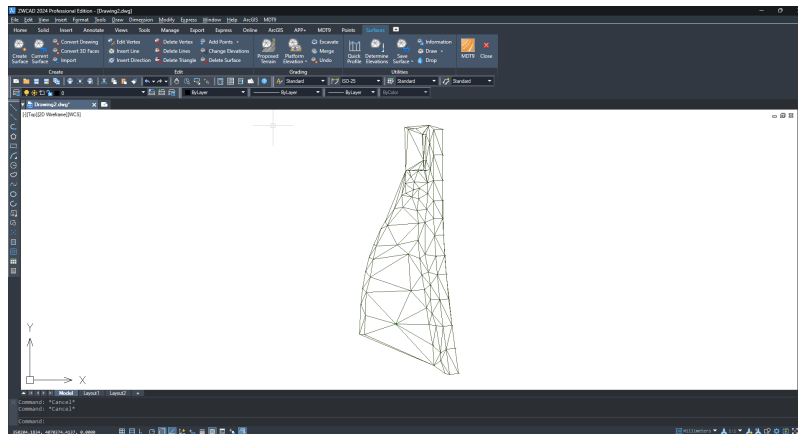 ZWCAD 2024 Professional Edition - [Drawing2.dwg]
File Edit View Insert Format Tools Draw Dimension Modify Express Window Help ArcGIS MDT9
Home Solid Insert Annotate Views Tools Manage Export Express Online ArcGIS APP+ MDT9 Points Surfaces
Create Surface
Current Surface
Convert Drawing
Convert 3D Faces
Import
Create
Edit Vertex
Insert Line
Insert Direction
Delete Vertex
Delete Lines
Delete Triangle
Add Points
Change Elevations
Delete Surface
Edit
Proposed Terrain
Platform Elevation
Excavate
Merge
Undo
Grading
Quick Profile
Determine Elevations
Save Surface
Information
Draw
Drop
Utilities
MDT9
Close
Standard ISO-25 Standard Standard
0 ByLayer ByLayer ByLayer ByColor
Drawing2.dwg*
[-][Top][2D Wireframe][WCS]
Y
X
Model Layout1 Layout2 +
Command: *Cancel*
Command: *Cancel*
Command:
Millimeters 1:1